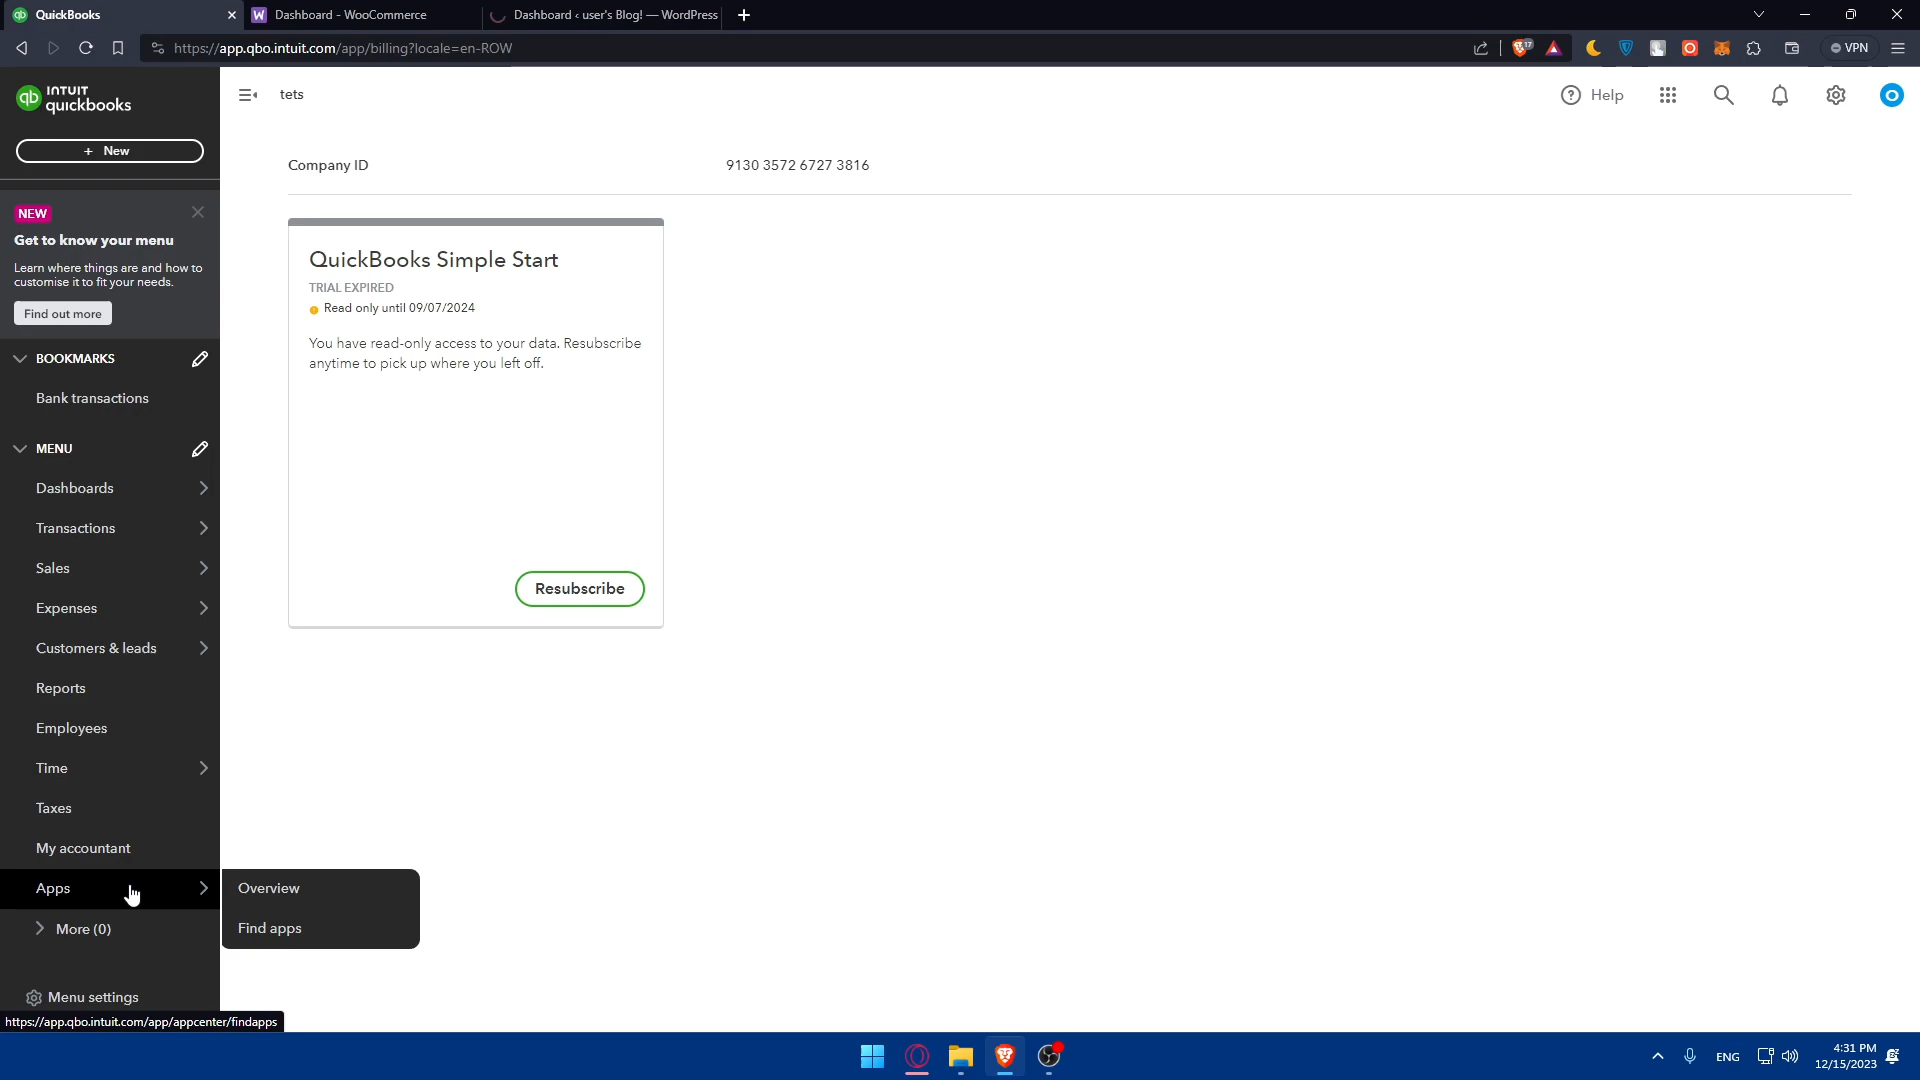 QuickBooks
Dashboard - WooCommerce
Dashboard ‹ user's Blog! — WordPress
https://app.qbo.intuit.com/app/billing?locale=en-ROW
17
VPN
INTUIT
quickbooks
tets
Help
O
+ New
NEW
Get to know your menu
Learn where things are and how to
customise it to fit your needs.
Find out more
BOOKMARKS
Bank transactions
MENU
Dashboards
Transactions
Sales
Expenses
Customers & leads
Reports
Employees
Time
Taxes
My accountant
Apps
Overview
Find apps
More (0)
Menu settings
https://app.qbo.intuit.com/app/appcenter/findapps
Company ID
9130 3572 6727 3816
QuickBooks Simple Start
TRIAL EXPIRED
Read only until 09/07/2024
You have read-only access to your data. Resubscribe
anytime to pick up where you left off.
Resubscribe
ENG
4:31 PM
12/15/2023